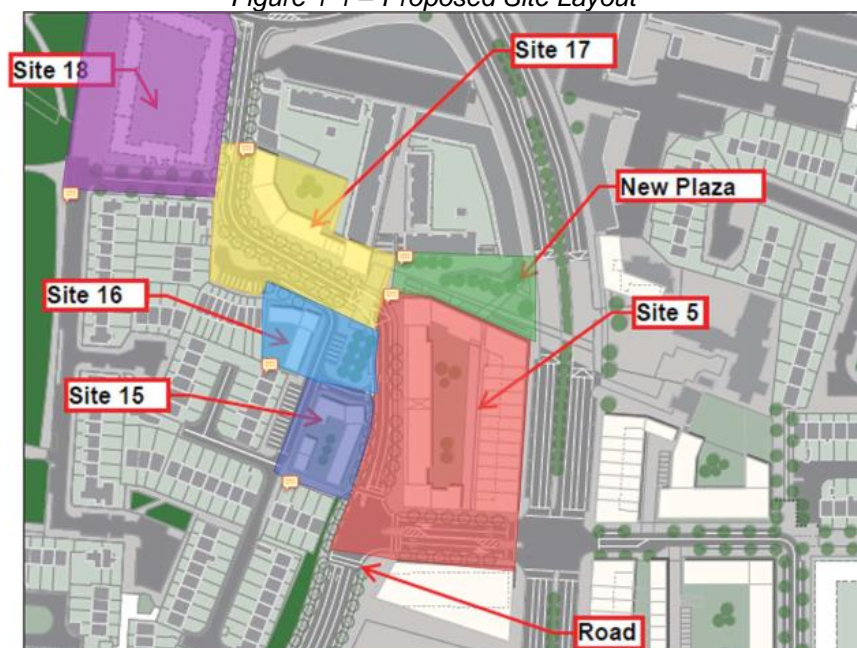 Figure 1-1 – Proposed Site Layout
Site 17
Site 18
New Plaza
Site 16
Site 5
Site 15
Road